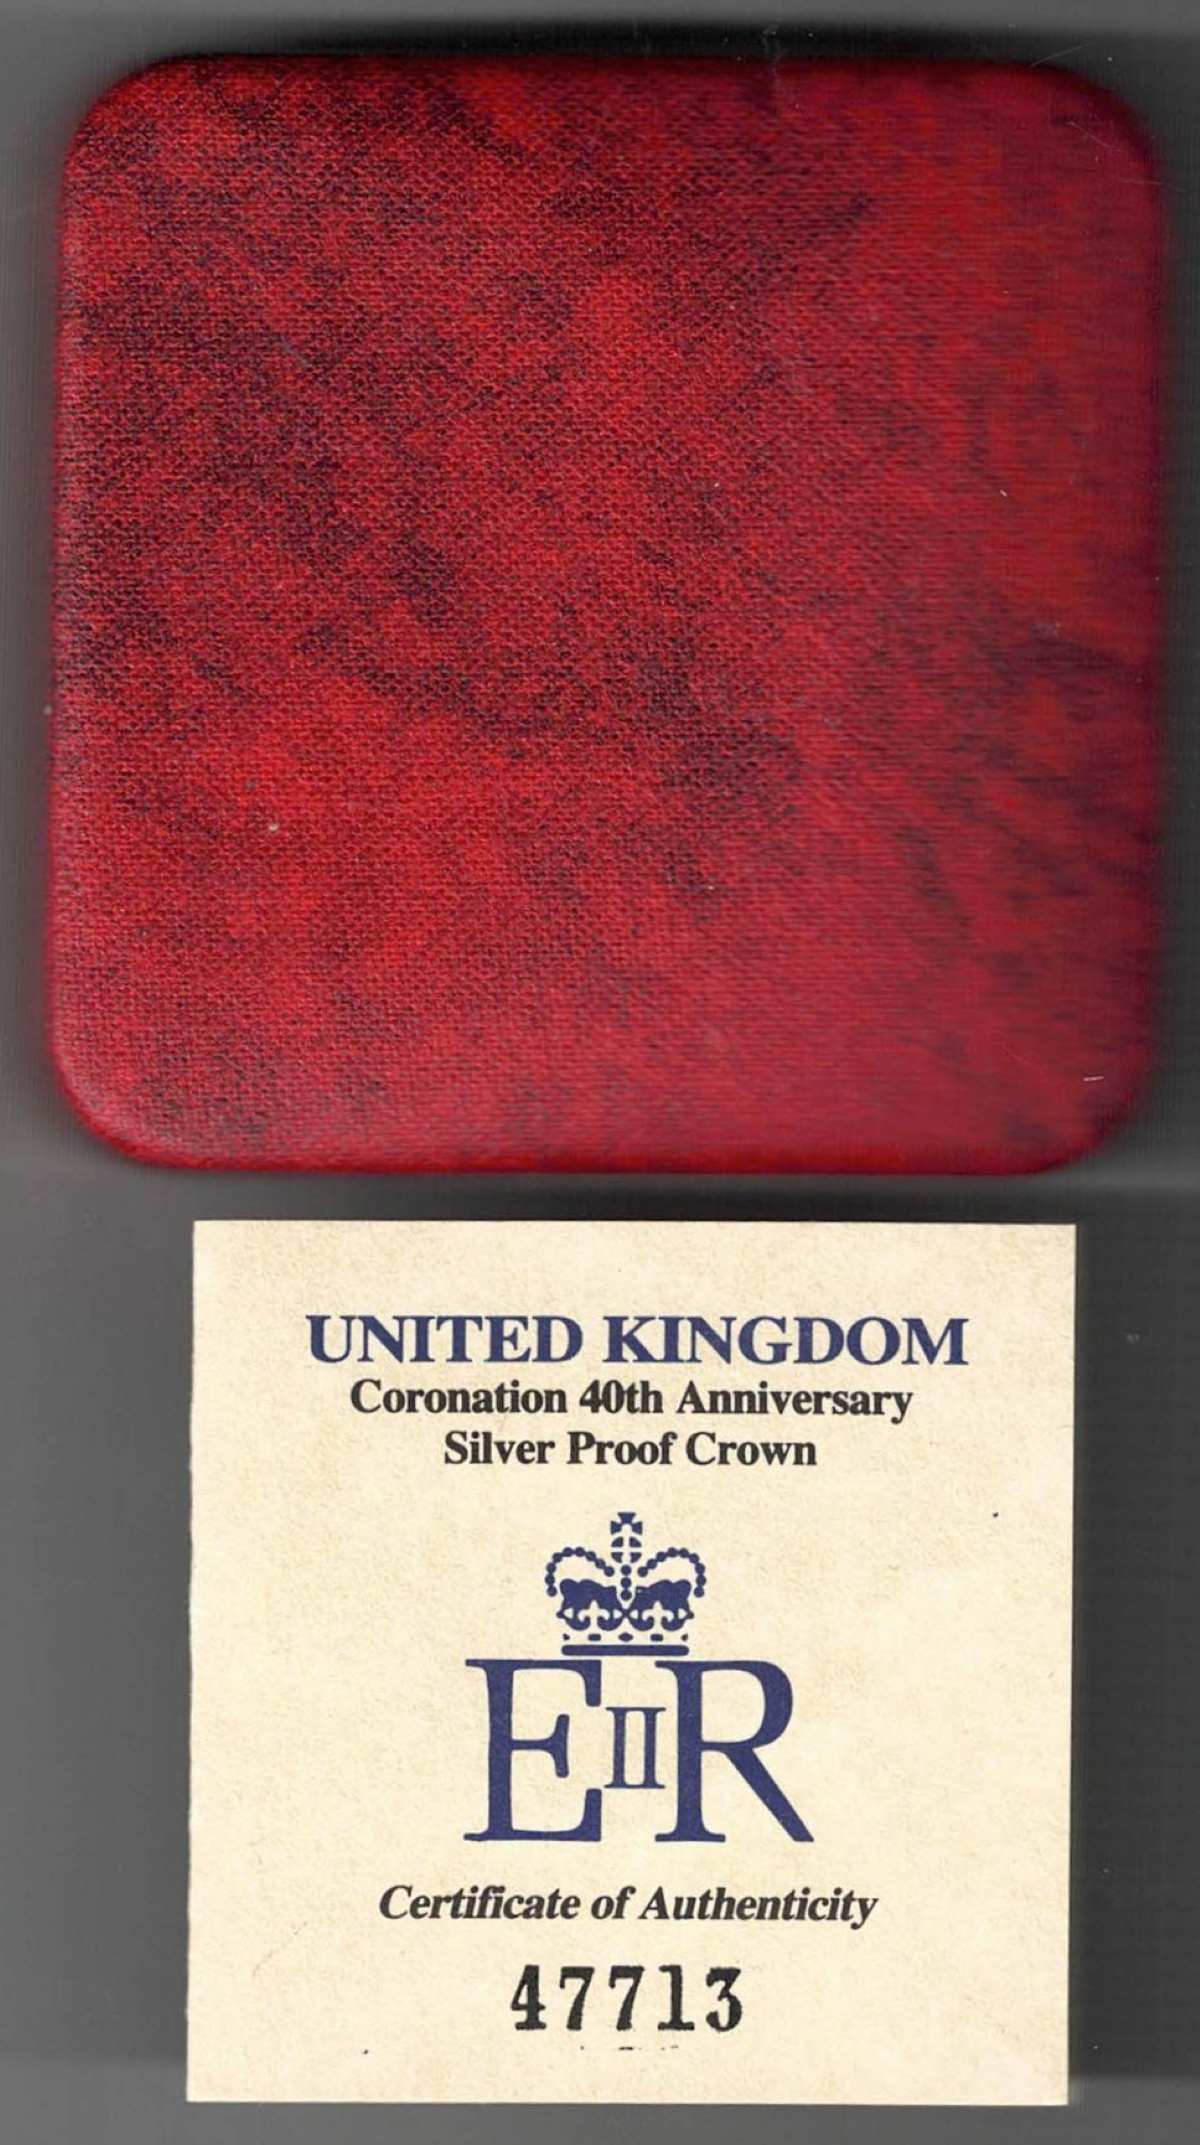 UNITED KINGDOM
Coronation 40th Anniversary
Silver Proof Crown
EIIR
Certificate of Authenticity
47713